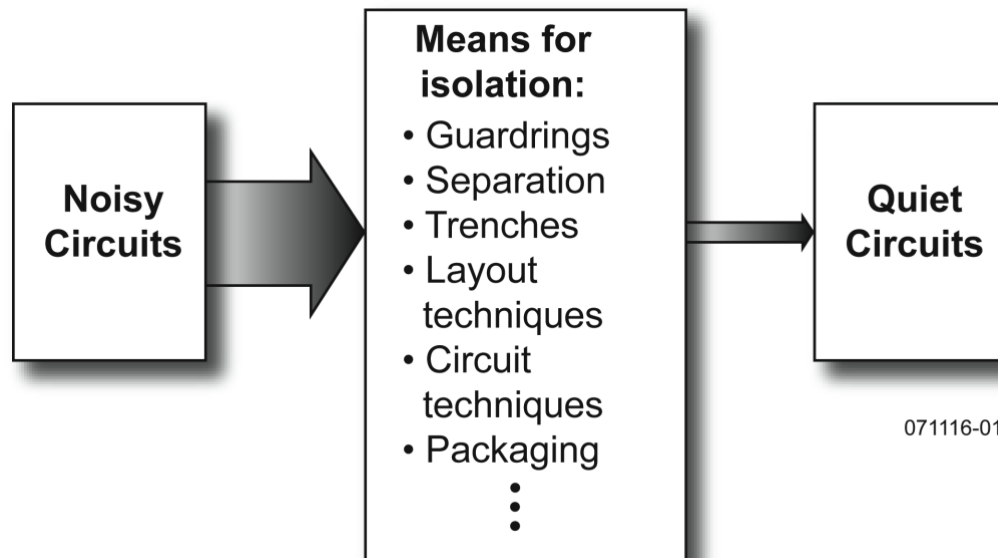 Noisy
Circuits
Means for
isolation:
• Guardrings
• Separation
• Trenches
• Layout
techniques
• Circuit
techniques
• Packaging
Quiet
Circuits
071116-01